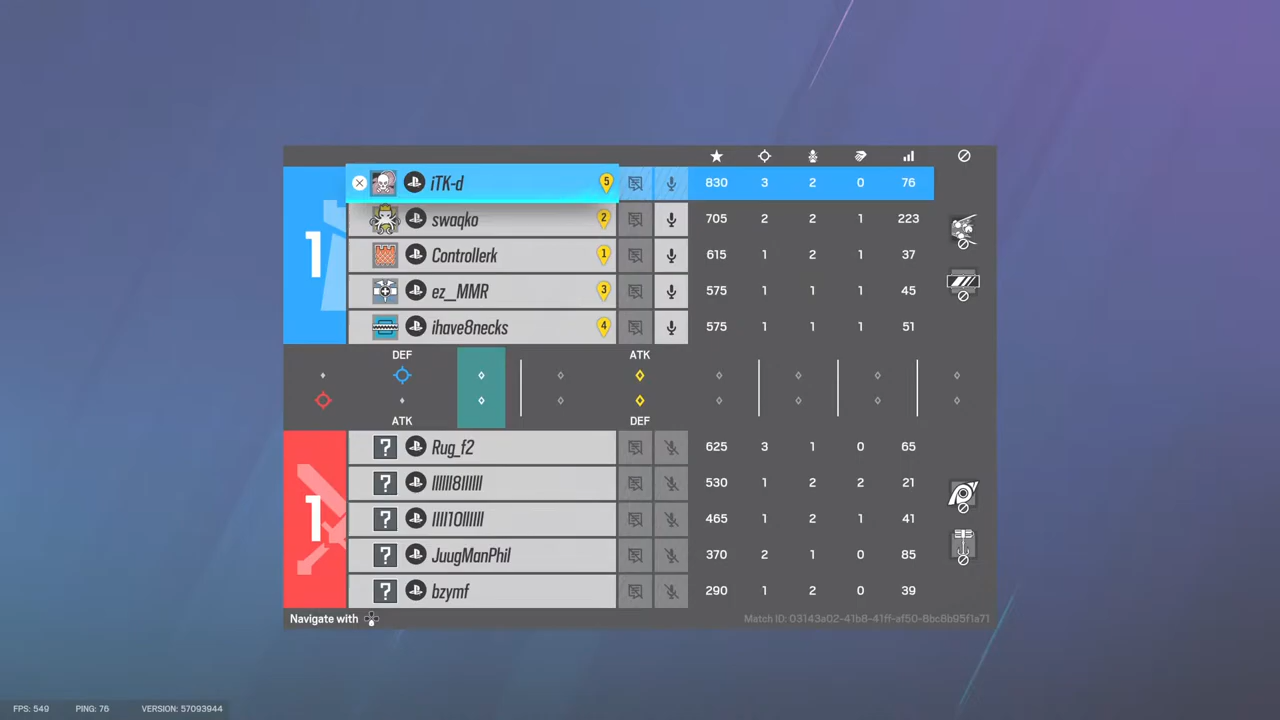 iTK-d 5 830 3 2 0 76
swaqko 2 705 2 2 1 223
1
Controllerk 1 615 1 2 1 37
ez__MMR 3 575 1 1 1 45
ihave8necks 4 575 1 1 1 51
DEF ATK
ATK DEF
? Rug_f2 625 3 1 0 65
? llllll8llllll 530 1 2 2 21
1
? lllll10llllll 465 1 2 1 41
? JuugManPhil 370 2 1 0 85
? bzymf 290 1 2 0 39
Navigate with
Match ID: 03143a02-41b8-41ff-af50-8bc8b95f1a71
FPS: 549 PING: 76 VERSION: 57093944